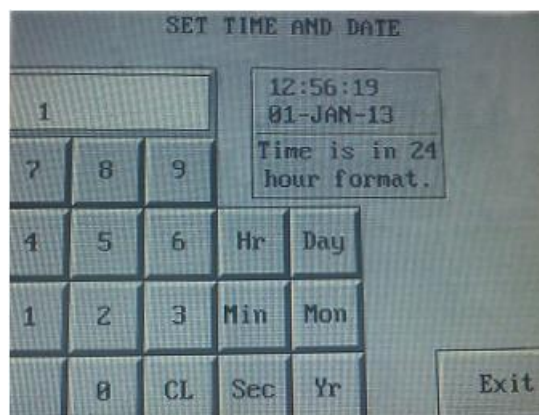 SET TIME AND DATE
12:56:19
01-JAN-13
Time is in 24
hour format.
1
7 8 9
4 5 6 Hr Day
1 2 3 Min Mon
0 CL Sec Yr
Exit